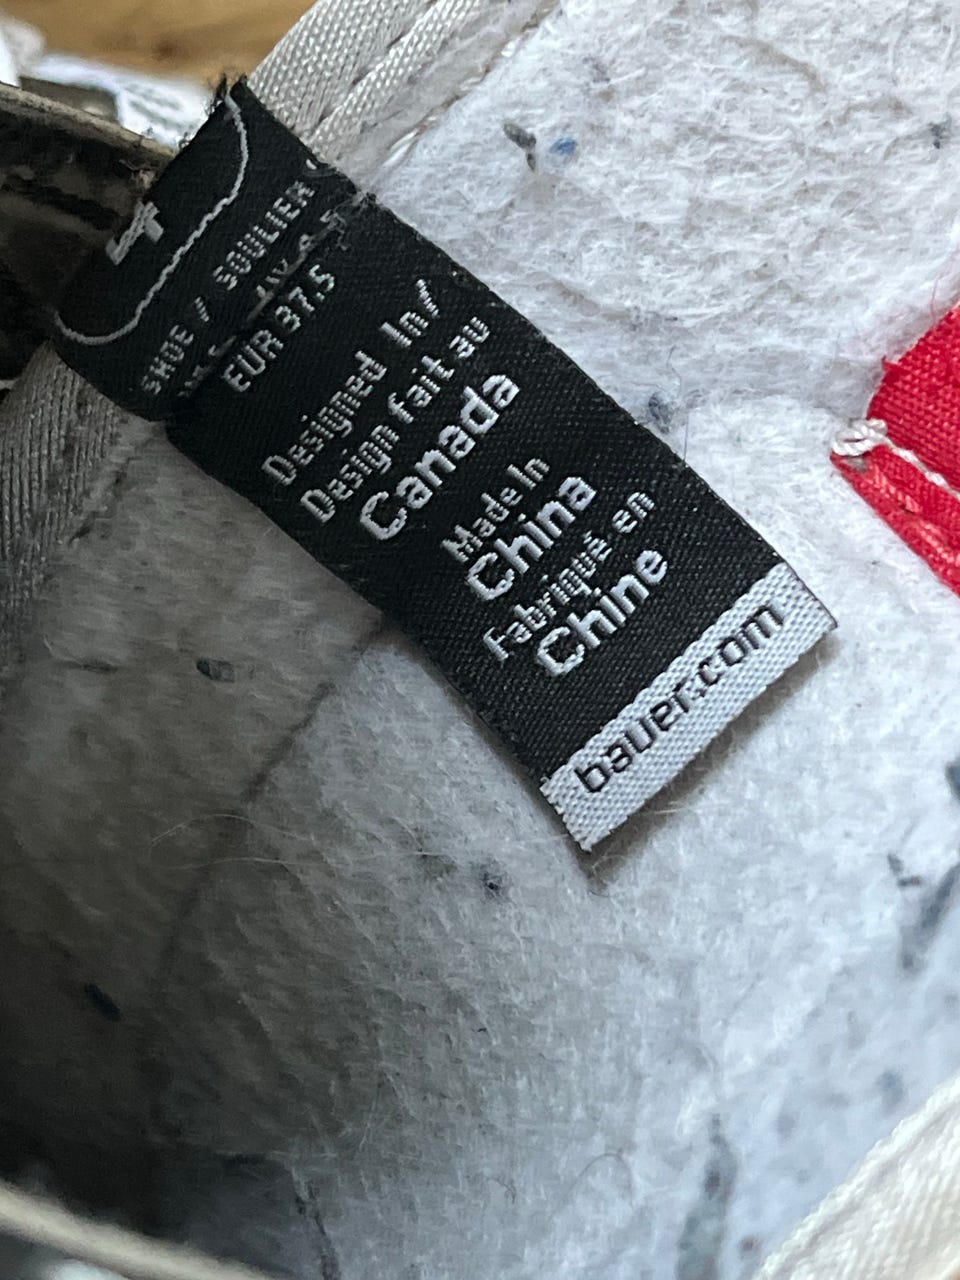 4
SHOE // SOULIER
EUR 37.5
Designed In/
Design fait au
Canada
Made In
China
Fabriqué en
Chine
bauer.com